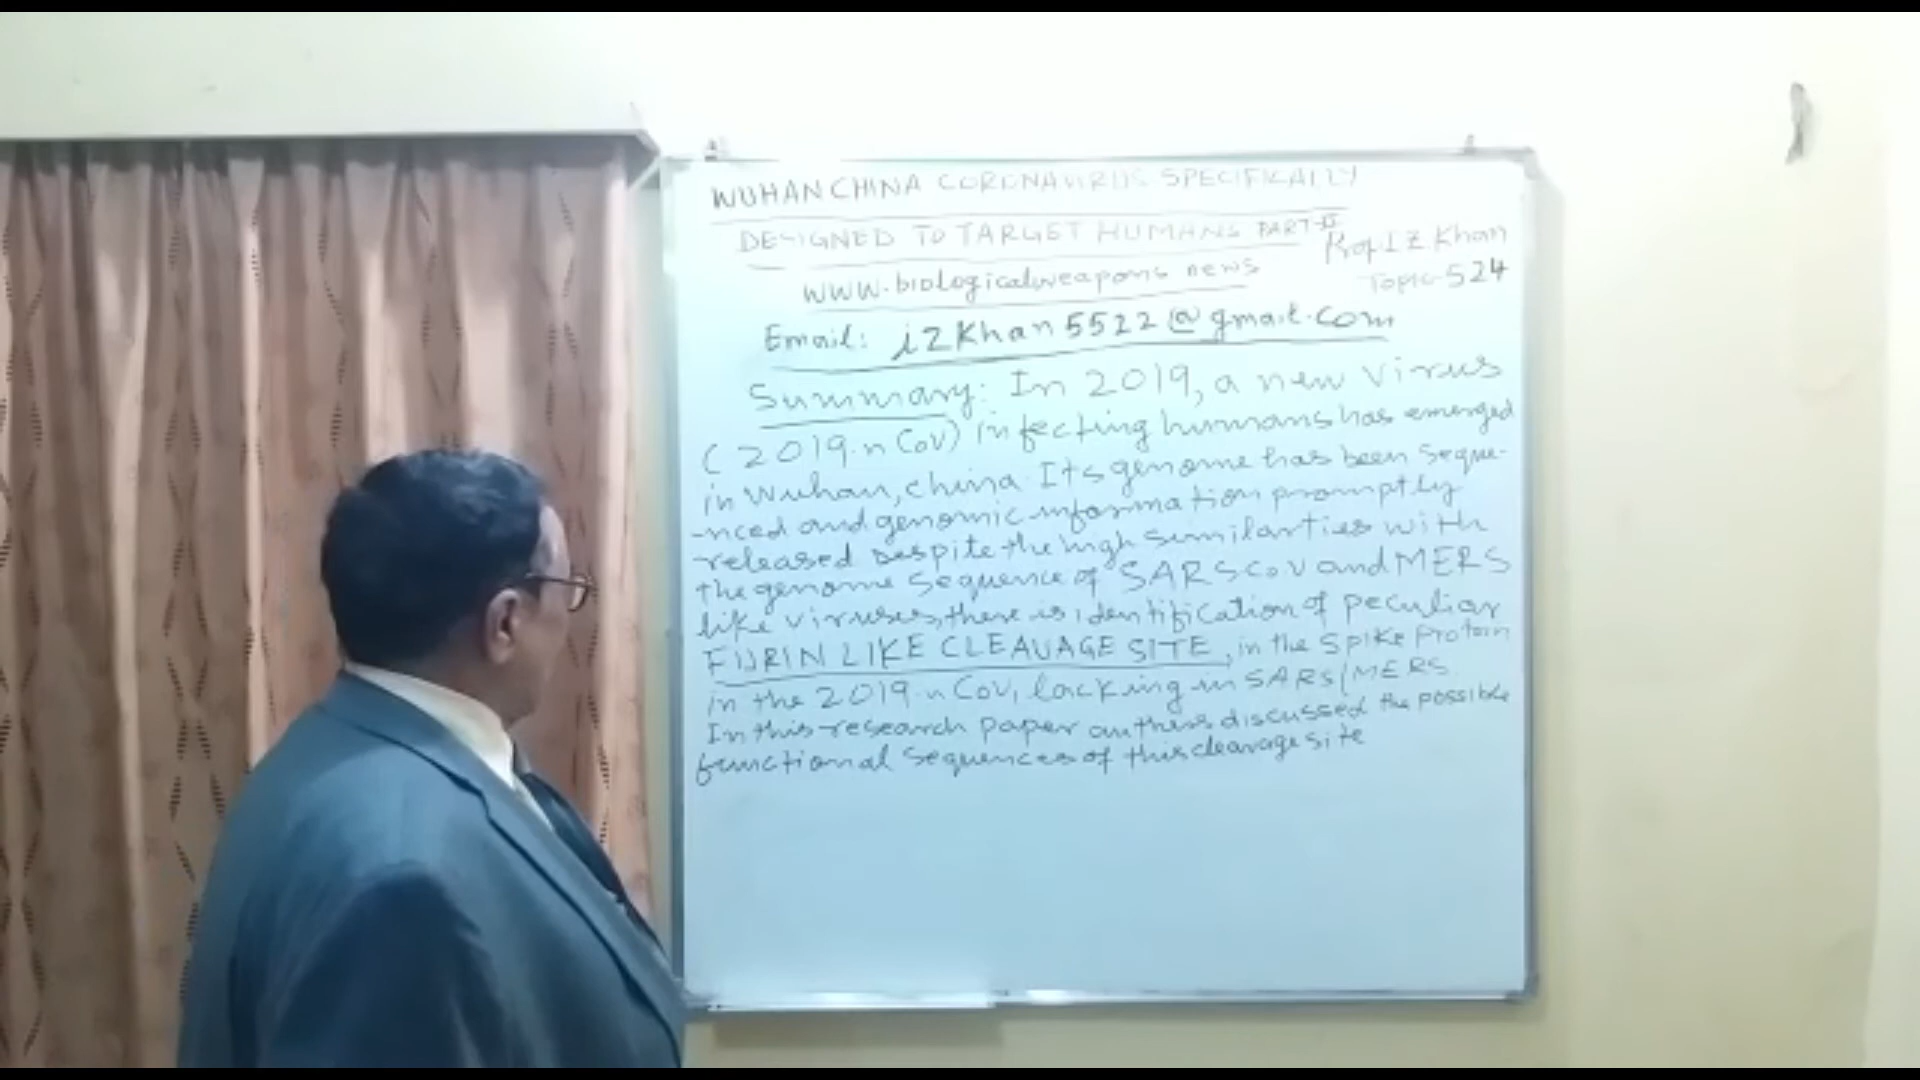 WUHAN CHINA CORONAVIRUS SPECIFICALLY
DESIGNED TO TARGET HUMANS PART-II
Prof. I Z Khan
www.biologicalweapons.news
Topic-524
Email: izkhan5522@gmail.com
Summary: In 2019, a new virus
(2019.n CoV) infecting humans has emerged
in Wuhan, china Its genome has been seque-
-nced and genomic information promptly
released Despite the high similarties with
the genome sequence of SARS CoV and MERS
like viruses, there is identification of peculiar
FURIN LIKE CLEAVAGE SITE, in the Spike Protein
in the 2019.n CoV, lacking in SARS/MERS.
In this research paper authers discussed the possible
functional sequences of this cleavage site